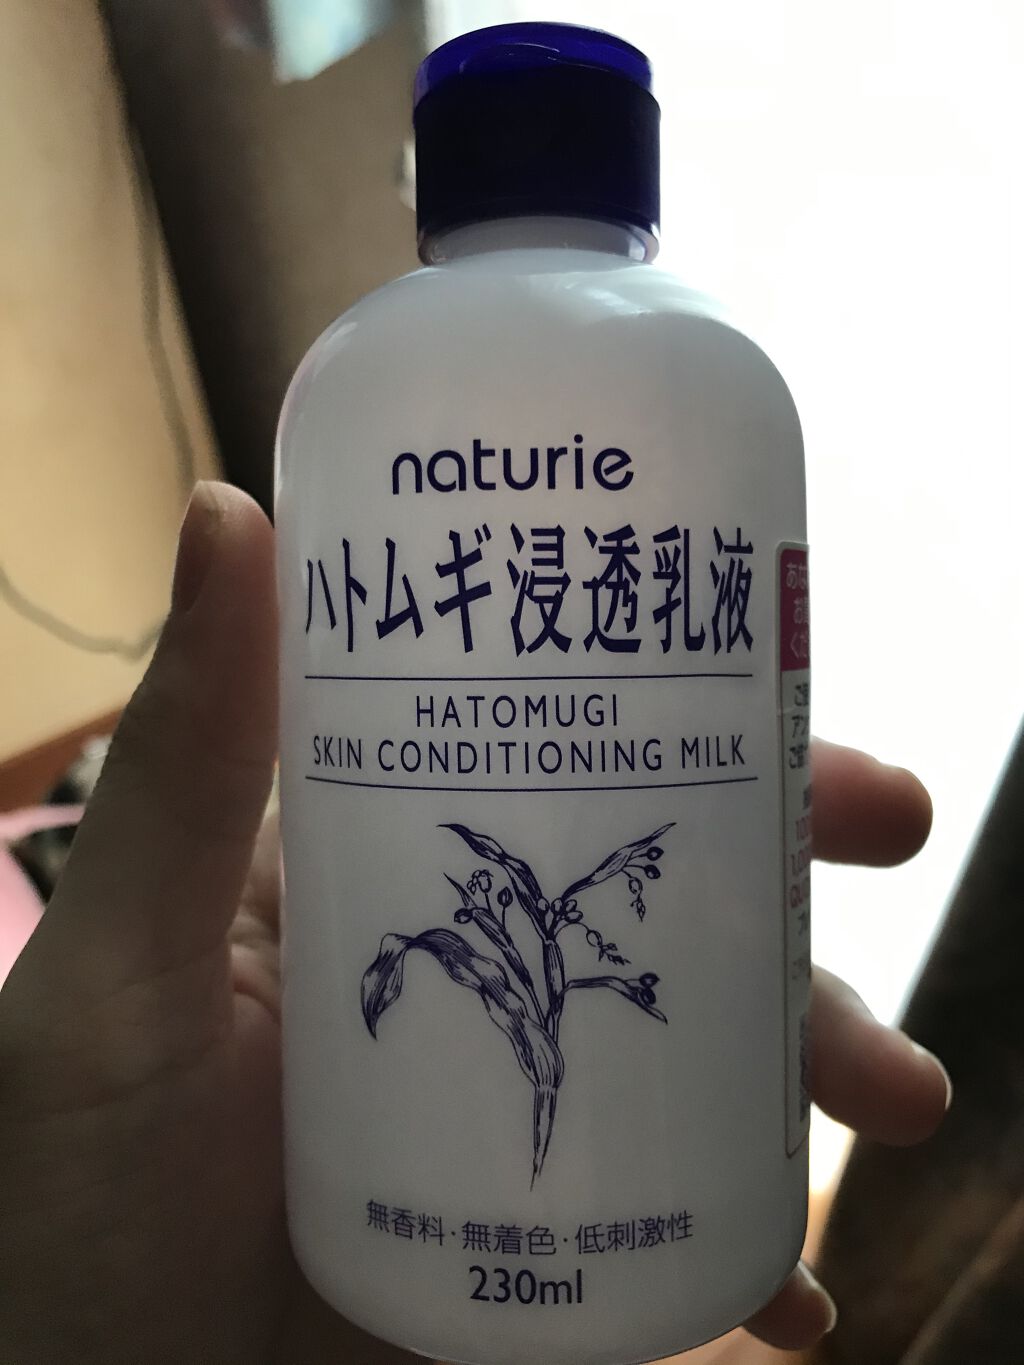 naturie
ハトムギ浸透乳液
HATOMUGI
SKIN CONDITIONING MILK
無香料·無着色·低刺激性
230ml